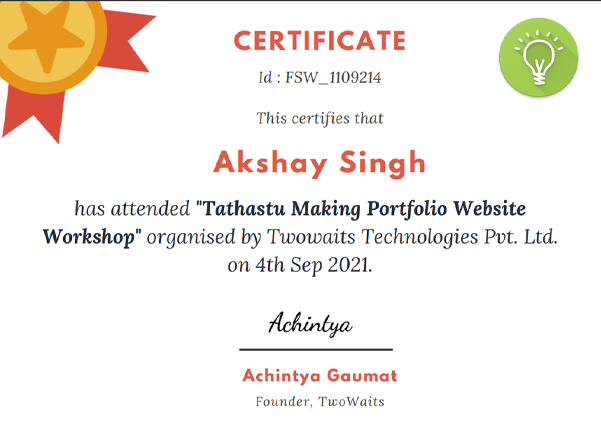 CERTIFICATE
Id : FSW_1109214
This certifies that
Akshay Singh
has attended "Tathastu Making Portfolio Website
Workshop" organised by Twowaits Technologies Pvt. Ltd.
on 4th Sep 2021.
Achintya
Achintya Gaumat
Founder, TwoWaits